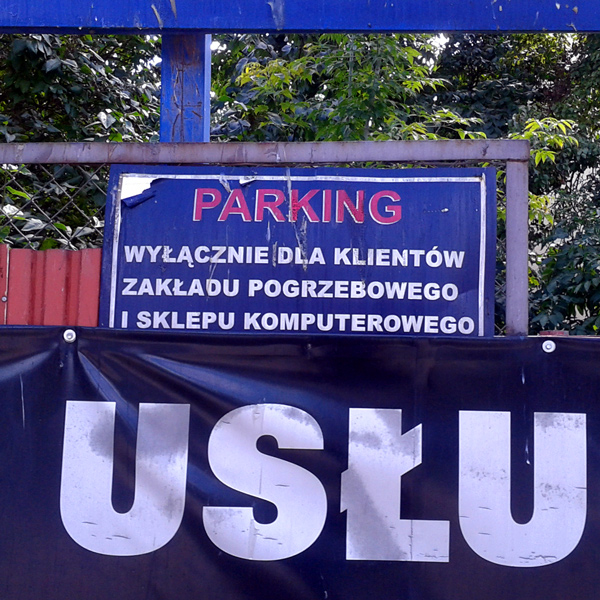 PARKING
WYŁĄCZNIE DLA KLIENTÓW
ZAKŁADU POGRZEBOWEGO
I SKLEPU KOMPUTEROWEGO
USŁU